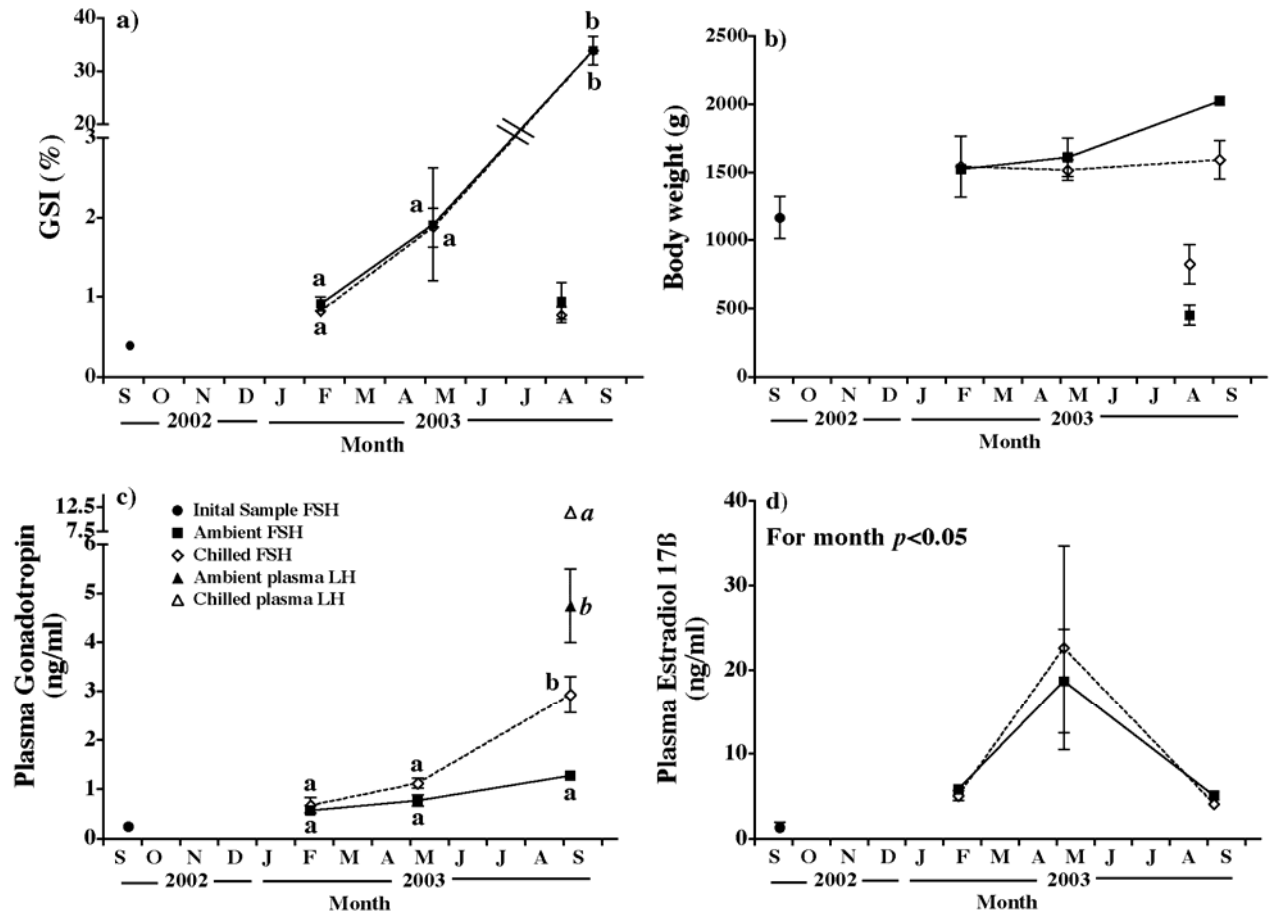 a)
40
30
20
3
2
1
0
GSI (%)
b
b
a
a
a
a
S O N D J F M A M J J A S
2002 2003
Month
b)
2500
2000
1500
1000
500
0
Body weight (g)
S O N D J F M A M J J A S
2002 2003
Month
c)
12.5
7.5
6
5
4
3
2
1
0
Plasma Gonadotropin
(ng/ml)
Inital Sample FSH
Ambient FSH
Chilled FSH
Ambient plasma LH
Chilled plasma LH
a
b
b
a
a
a
a
a
S O N D J F M A M J J A S
2002 2003
Month
d)
For month p<0.05
40
30
20
10
0
Plasma Estradiol 17ß
(ng/ml)
S O N D J F M A M J J A S
2002 2003
Month